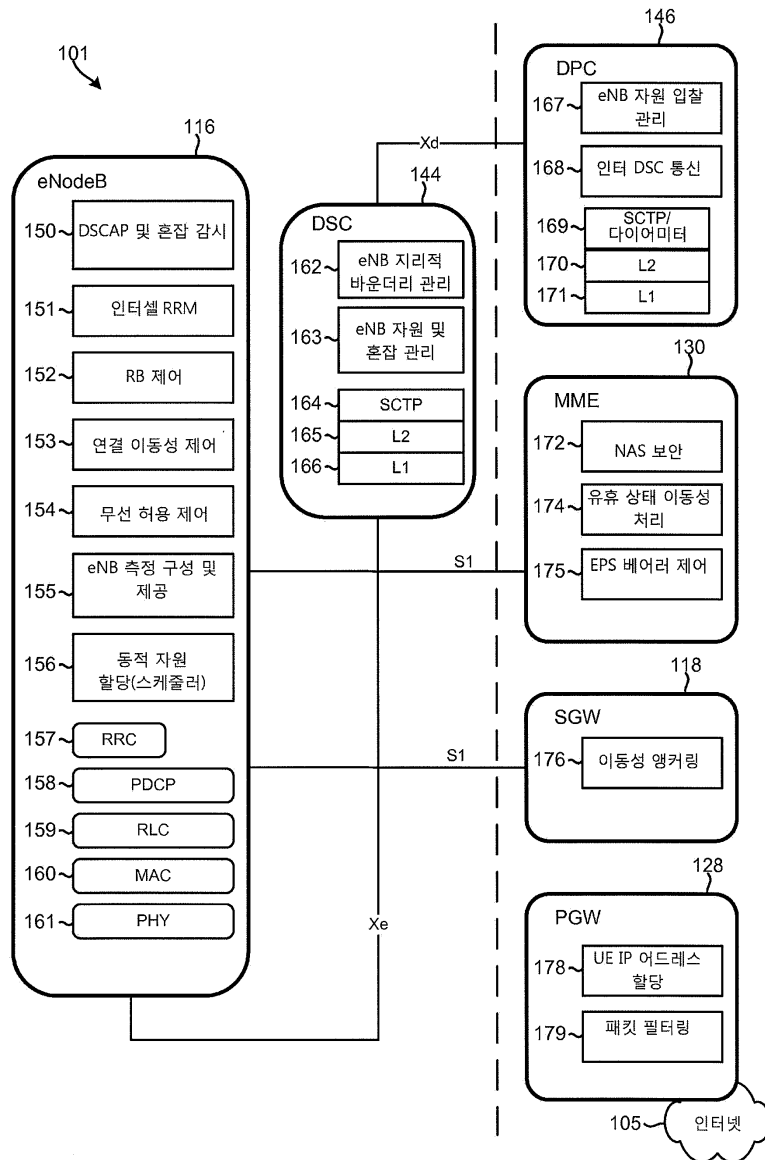 101
116
eNodeB
150
DSCAP 및 혼잡 감시
151
인터셀 RRM
152
RB 제어
153
연결 이동성 제어
154
무선 허용 제어
155
eNB 측정 구성 및
제공
156
동적 자원
할당(스케줄러)
157
RRC
158
PDCP
159
RLC
160
MAC
161
PHY
144
DSC
162
eNB 지리적
바운더리 관리
163
eNB 자원 및
혼잡 관리
164
SCTP
165
L2
166
L1
Xd
S1
S1
Xe
146
DPC
167
eNB 자원 입찰
관리
168
인터 DSC 통신
169
SCTP/
다이어미터
170
L2
171
L1
130
MME
172
NAS 보안
174
유휴 상태 이동성
처리
175
EPS 베어러 제어
118
SGW
176
이동성 앵커링
128
PGW
178
UE IP 어드레스
할당
179
패킷 필터링
105
인터넷